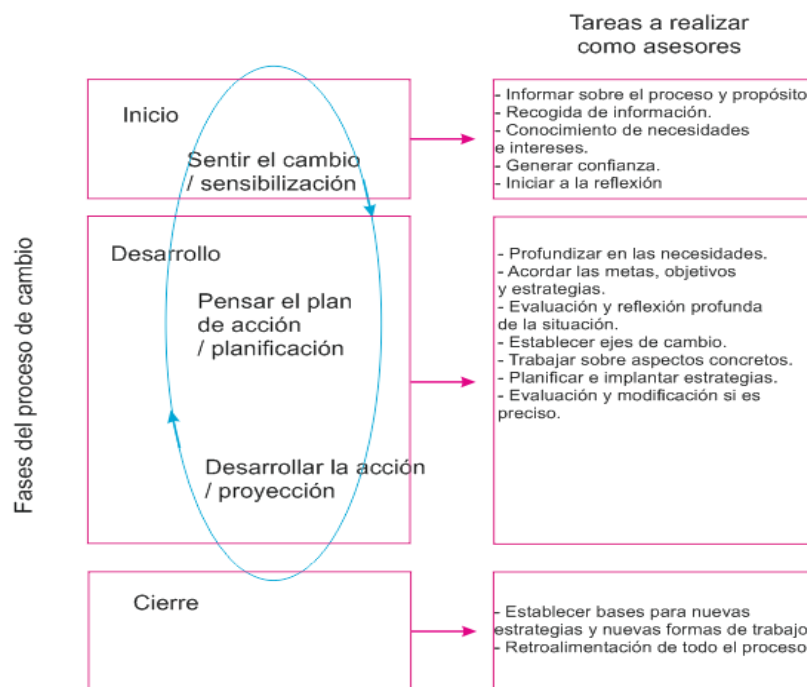 Tareas a realizar
como asesores
Fases del proceso de cambio
Inicio
Sentir el cambio
/ sensibilización
- Informar sobre el proceso y propósito
- Recogida de información.
- Conocimiento de necesidades
e intereses.
- Generar confianza.
- Iniciar a la reflexión
Desarrollo
Pensar el plan
de acción
/ planificación
Desarrollar la acción
/ proyección
- Profundizar en las necesidades.
- Acordar las metas, objetivos
y estrategias.
- Evaluación y reflexión profunda
de la situación.
- Establecer ejes de cambio.
- Trabajar sobre aspectos concretos.
- Planificar e implantar estrategias.
- Evaluación y modificación si es
preciso.
Cierre
- Establecer bases para nuevas
estrategias y nuevas formas de trabajo
- Retroalimentación de todo el proceso